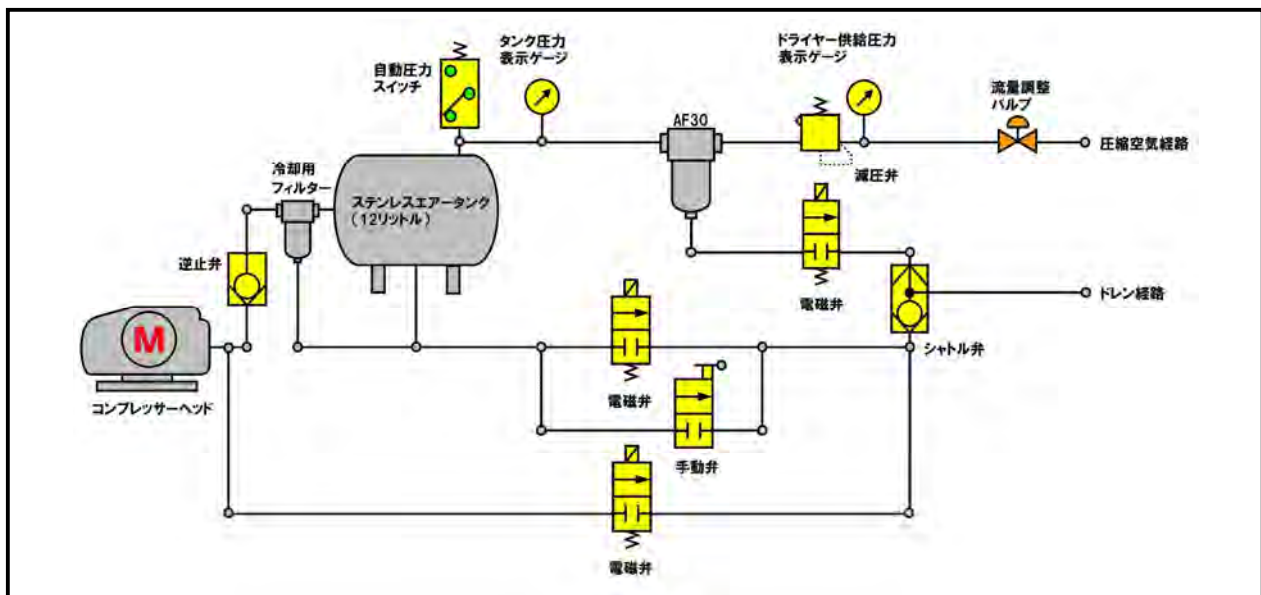 タンク圧力
表示ゲージ
ドライヤー供給圧力
表示ゲージ
自動圧力
スイッチ
流量調整
バルブ
AF30
圧縮空気経路
減圧弁
冷却用
フィルター
ステンレスエアータンク
(12リットル)
逆止弁
電磁弁
ドレン経路
シャトル弁
M
コンプレッサーヘッド
電磁弁
手動弁
電磁弁